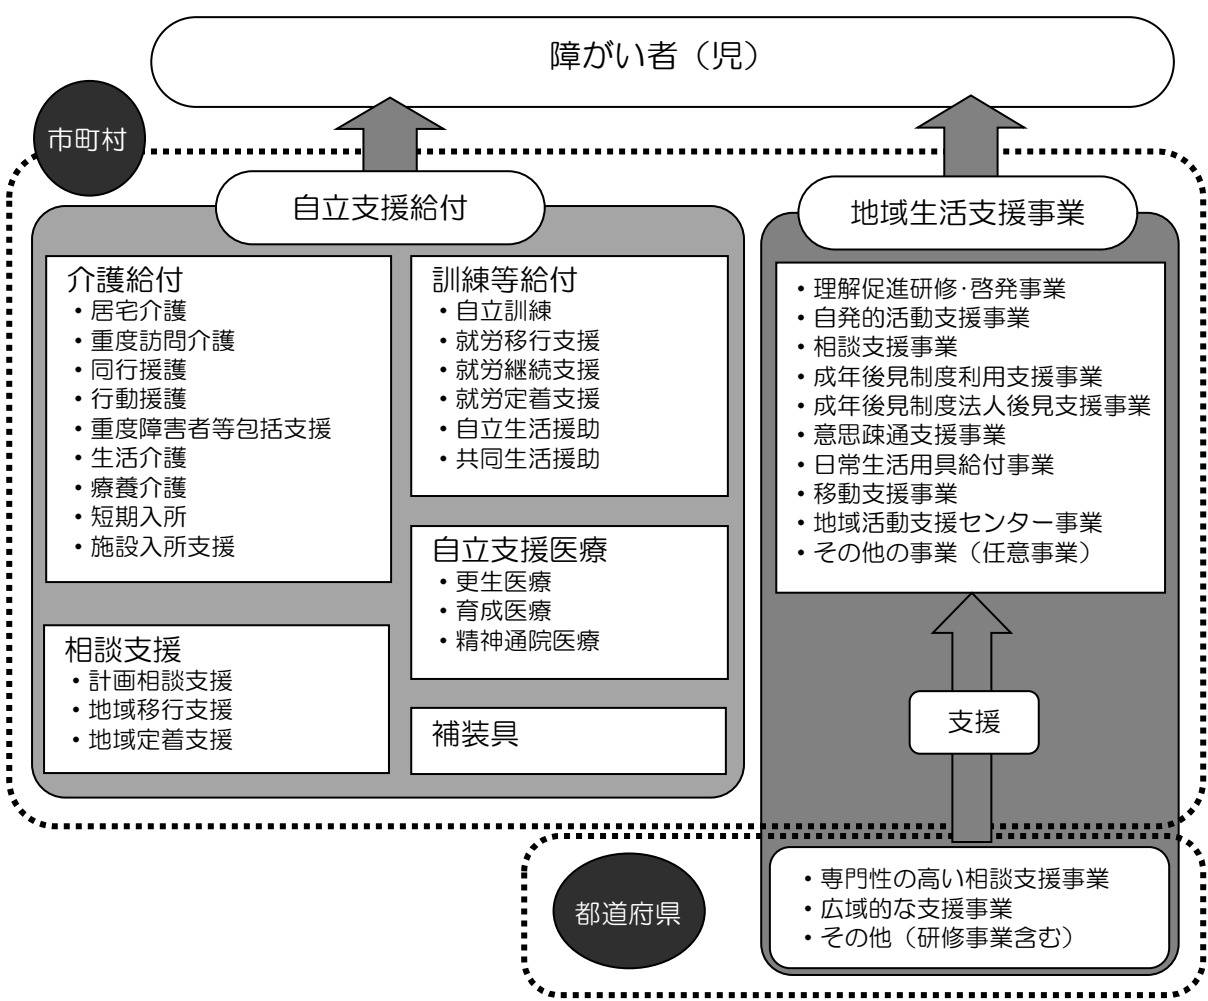 障がい者（児）
市町村
自立支援給付
介護給付
・居宅介護
・重度訪問介護
・同行援護
・行動援護
・重度障害者等包括支援
・生活介護
・療養介護
・短期入所
・施設入所支援
相談支援
・計画相談支援
・地域移行支援
・地域定着支援
訓練等給付
・自立訓練
・就労移行支援
・就労継続支援
・就労定着支援
・自立生活援助
・共同生活援助
自立支援医療
・更生医療
・育成医療
・精神通院医療
補装具
地域生活支援事業
・理解促進研修･啓発事業
・自発的活動支援事業
・相談支援事業
・成年後見制度利用支援事業
・成年後見制度法人後見支援事業
・意思疎通支援事業
・日常生活用具給付事業
・移動支援事業
・地域活動支援センター事業
・その他の事業（任意事業）
支援
都道府県
・専門性の高い相談支援事業
・広域的な支援事業
・その他（研修事業含む）